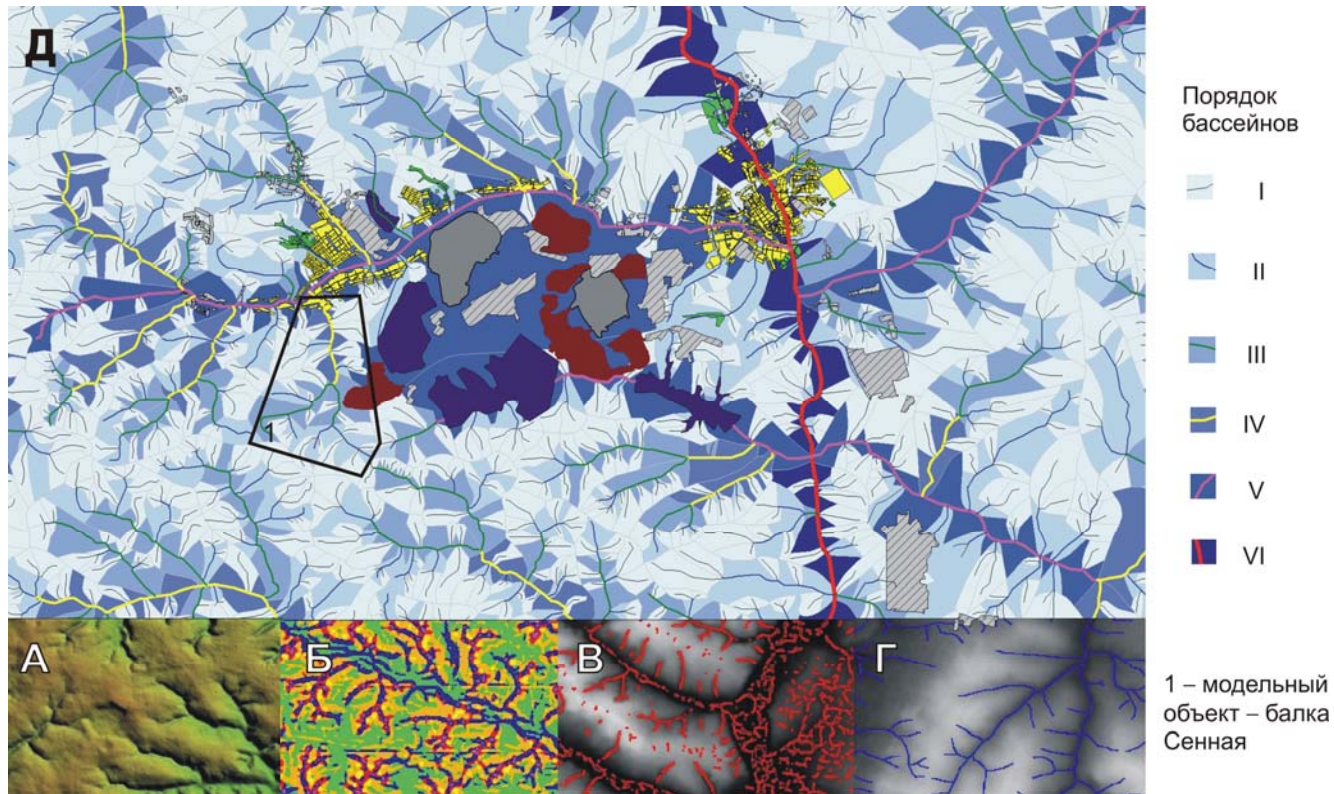 Д
Порядок
бассейнов
I
II
III
IV
V
VI
1
А
Б
В
Г
1 – модельный
объект – балка
Сенная